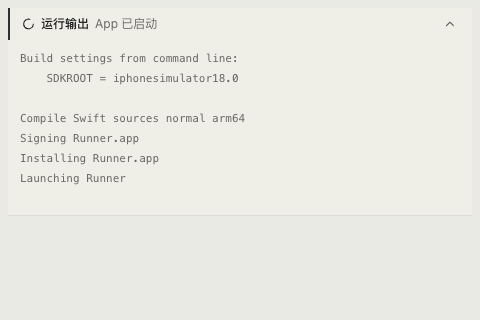 运行输出 App 已启动
Build settings from command line:
    SDKROOT = iphonesimulator18.0

Compile Swift sources normal arm64
Signing Runner.app
Installing Runner.app
Launching Runner